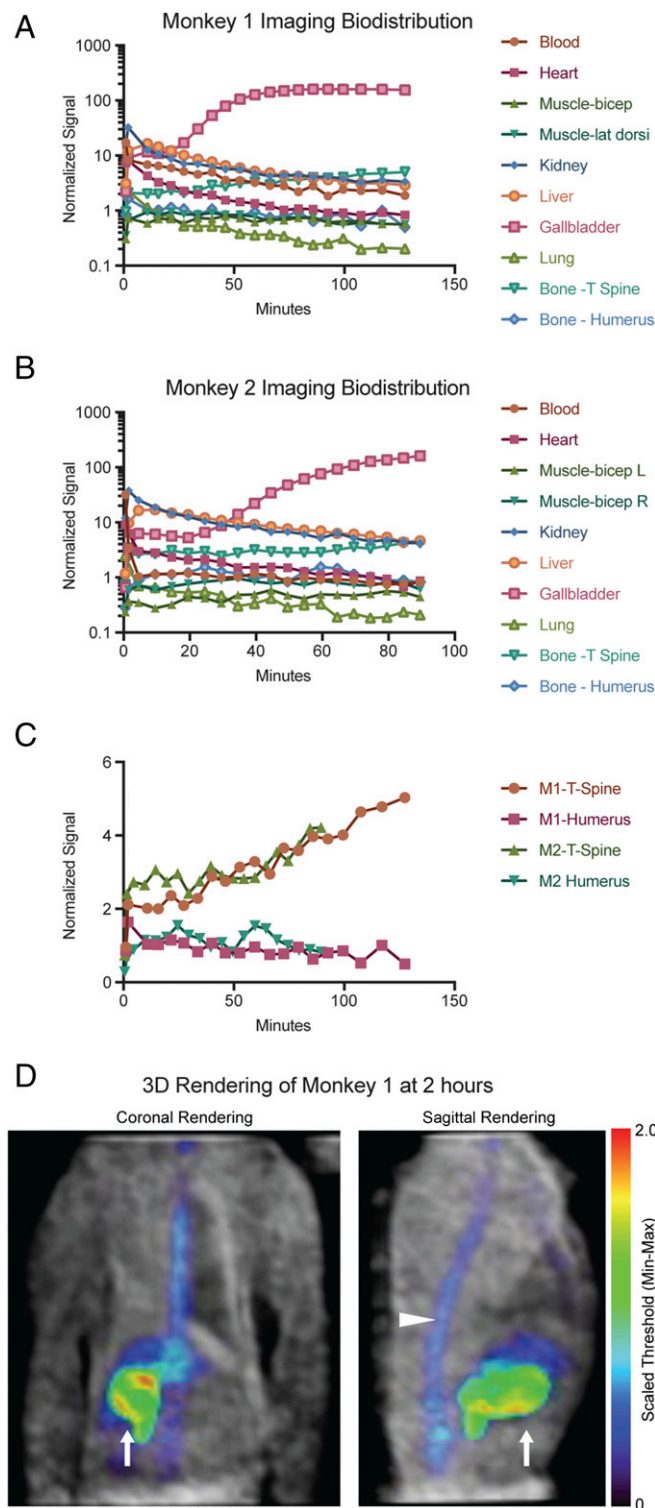 A
Monkey 1 Imaging Biodistribution
1000
100
10
1
0.1
Normalized Signal
0
50
100
150
Minutes
Blood
Heart
Muscle-bicep
Muscle-lat dorsi
Kidney
Liver
Gallbladder
Lung
Bone -T Spine
Bone - Humerus
B
Monkey 2 Imaging Biodistribution
1000
100
10
1
0.1
Normalized Signal
0
20
40
60
80
100
Minutes
Blood
Heart
Muscle-bicep L
Muscle-bicep R
Kidney
Liver
Gallbladder
Lung
Bone -T Spine
Bone - Humerus
C
6
4
2
0
Normalized Signal
0
50
100
150
Minutes
M1-T-Spine
M1-Humerus
M2-T-Spine
M2 Humerus
D
3D Rendering of Monkey 1 at 2 hours
Coronal Rendering
Sagittal Rendering
2.0
Scaled Threshold (Min-Max)
0